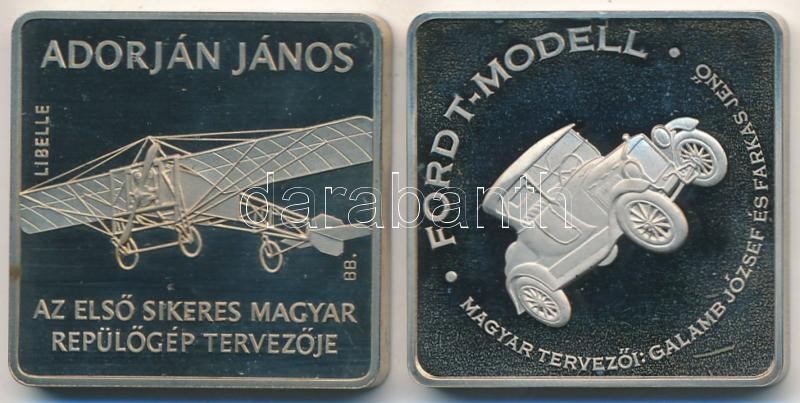 ADORJÁN JÁNOS
LIBELLE
BB.
AZ ELSŐ SIKERES MAGYAR
REPÜLŐGÉP TERVEZŐJE
• FORD T-MODELL •
MAGYAR TERVEZŐI: GALAMB JÓZSEF ÉS FARKAS JENŐ
darabanth